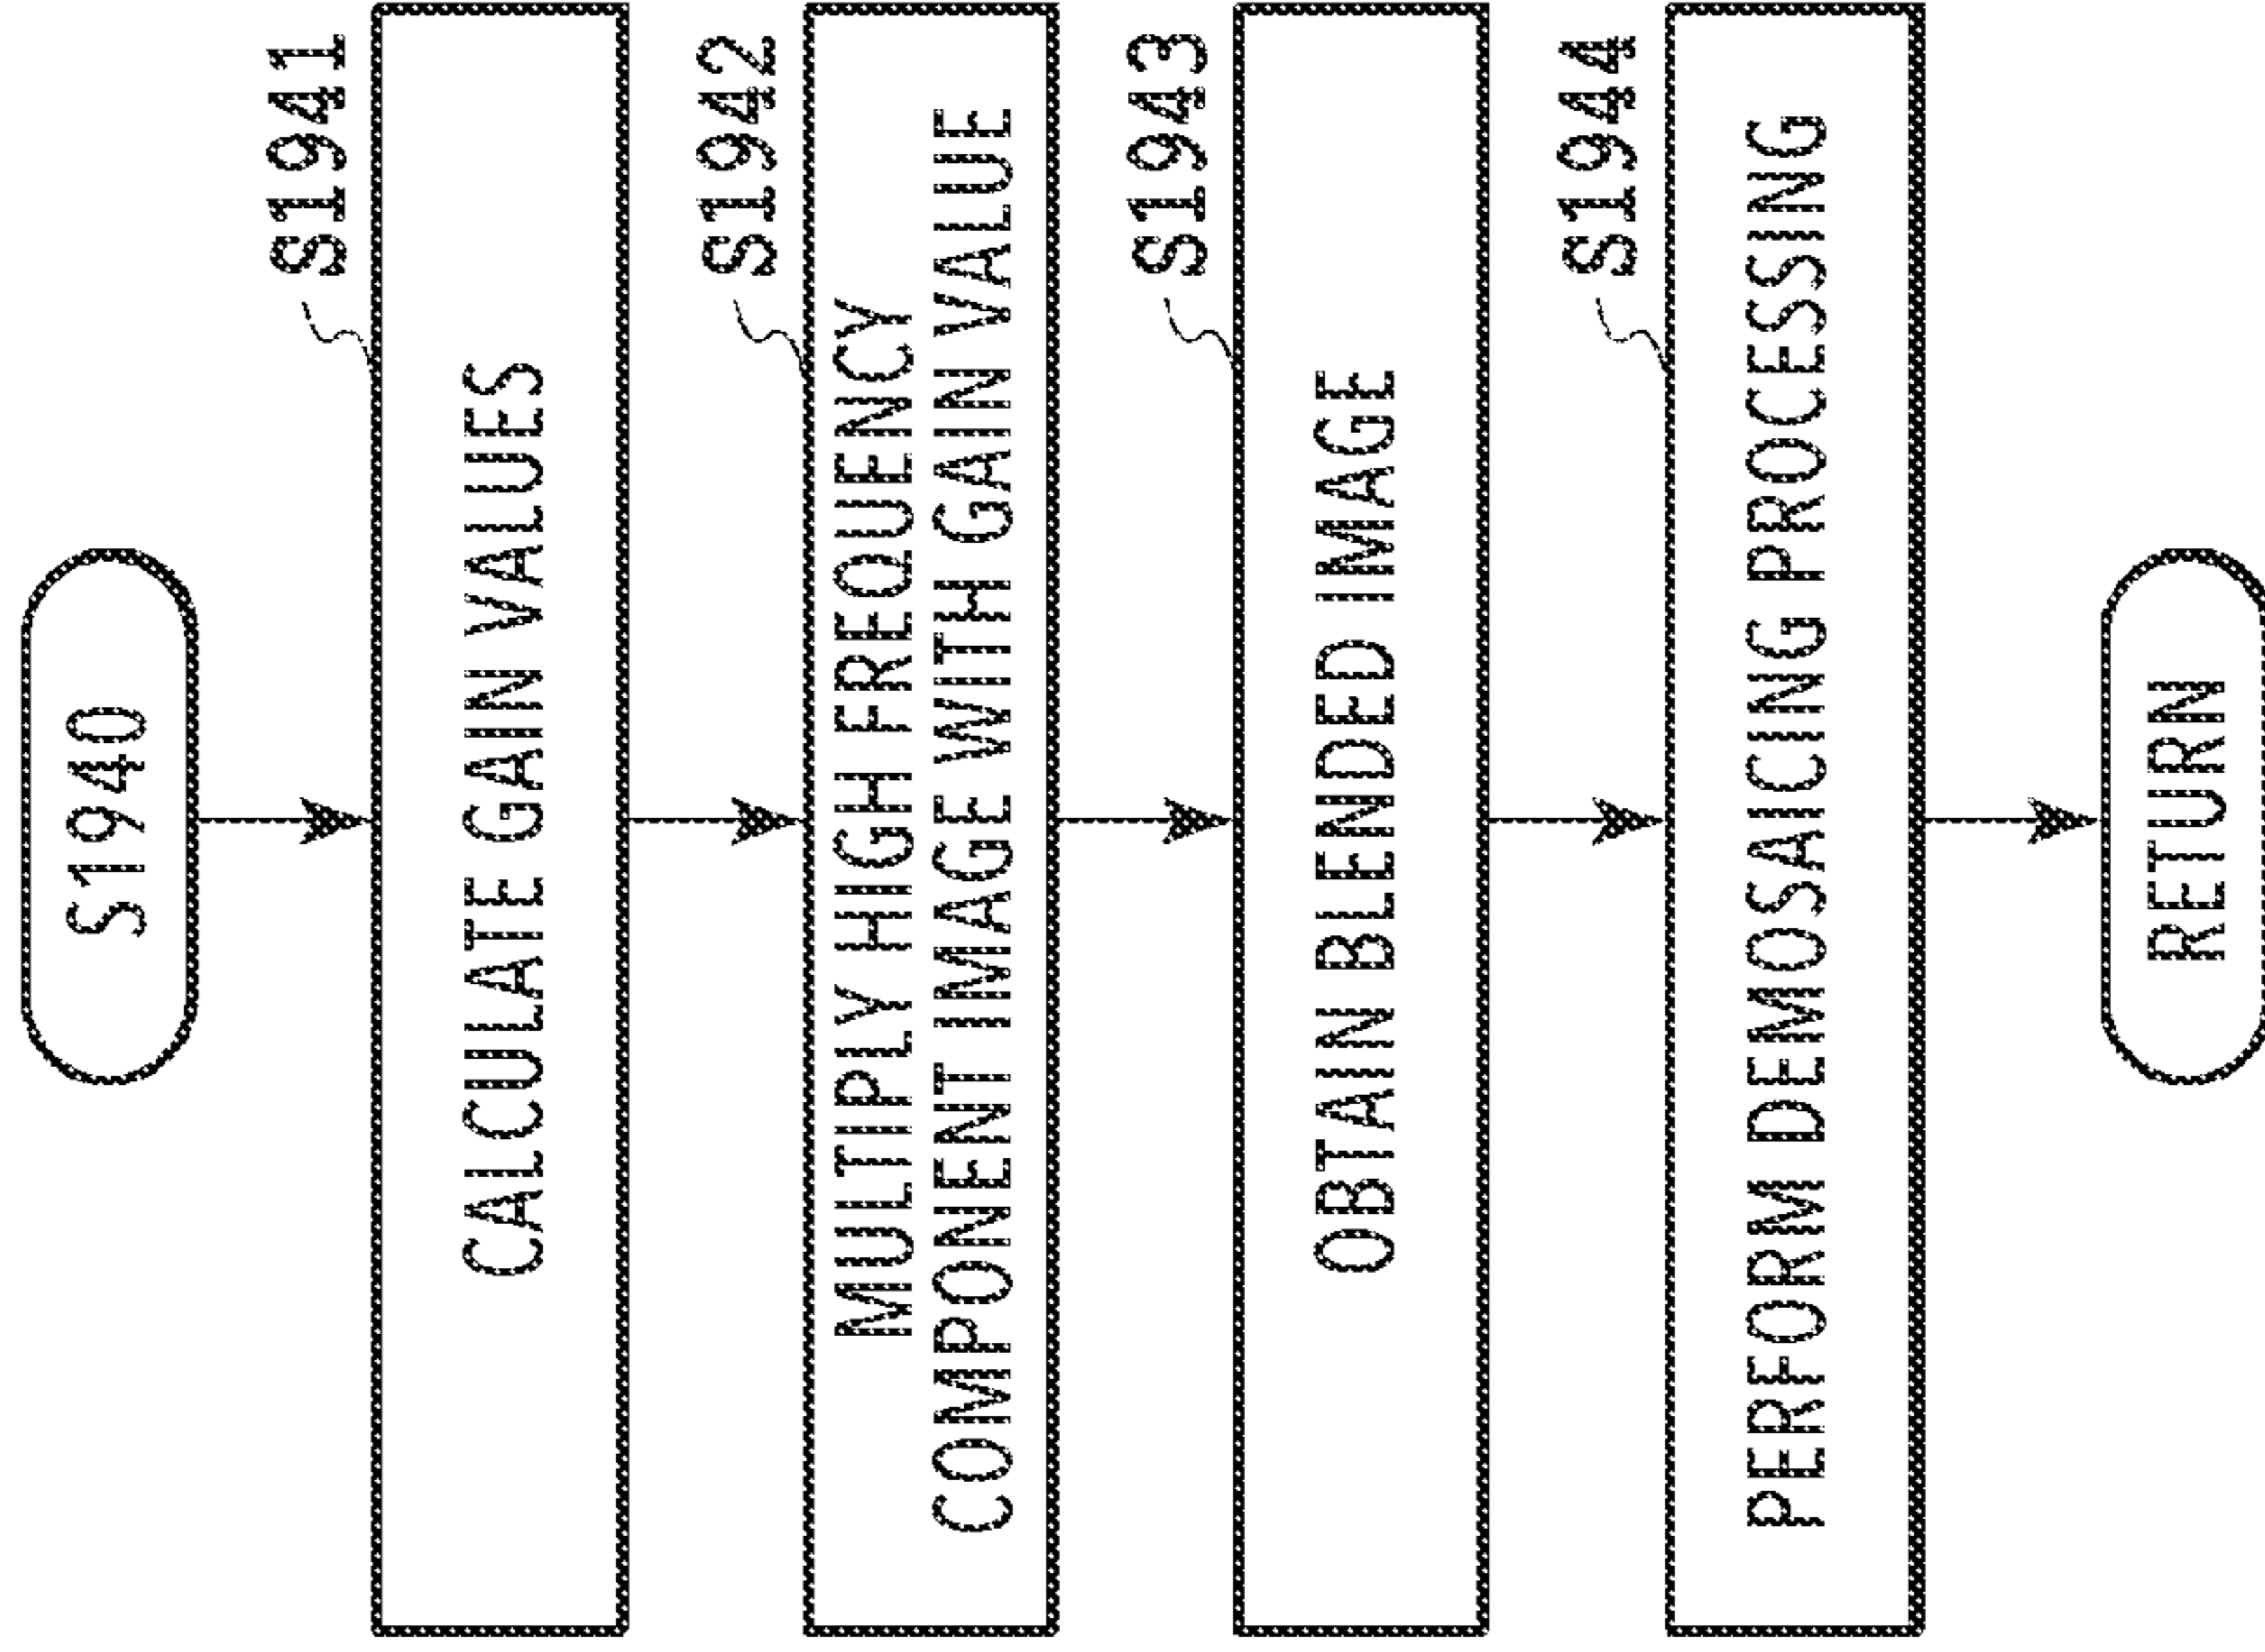 S1940
S1941
CALCULATE GAIN VALUES
S1942
MULTIPLY HIGH FREQUENCY
COMPONENT IMAGE WITH GAIN VALUE
S1943
OBTAIN BLENDED IMAGE
S1944
PERFORM DEMOSAICING PROCESSING
RETURN